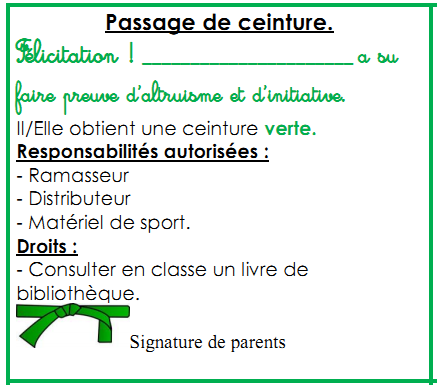 Passage de ceinture.
Félicitation ! ______________________ a su
faire preuve d'altruisme et d'initiative.
Il/Elle obtient une ceinture verte.
Responsabilités autorisées :
- Ramasseur
- Distributeur
- Matériel de sport.
Droits :
- Consulter en classe un livre de
bibliothèque.
Signature de parents